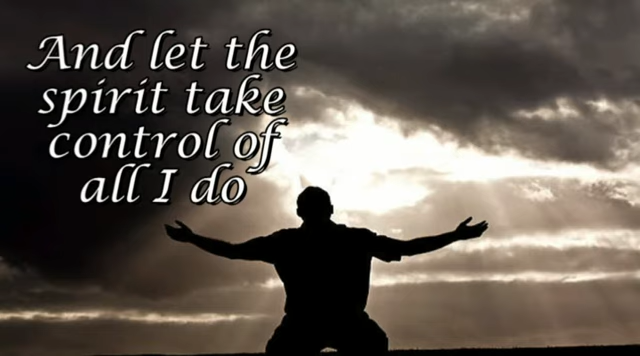 And let the
spirit take
control of
all I do